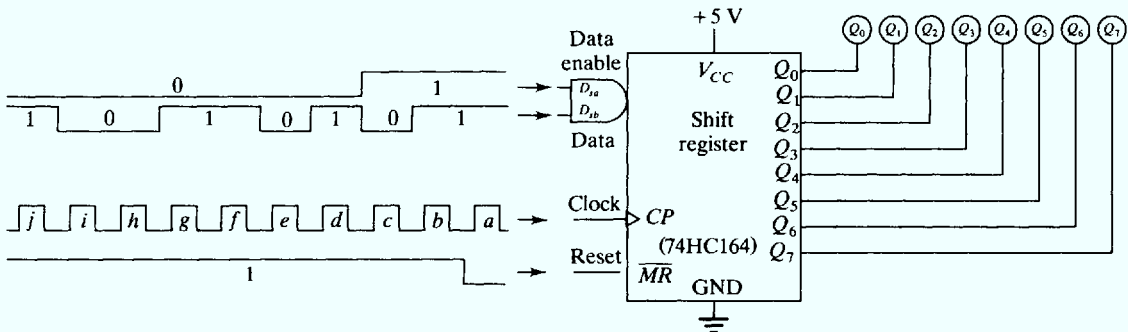 + 5 V
Q0 Q1 Q2 Q3 Q4 Q5 Q6 Q7
Data
enable
VCC
Q0
0
1
Dsa
Q1
1 0 1 0 1 0 1
Dsb
Shift
register
Q2
Data
Q3
Q4
Q5
j i h g f e d c b a
Clock
CP
Q6
(74HC164)
Q7
1
Reset
M̅R̅
GND